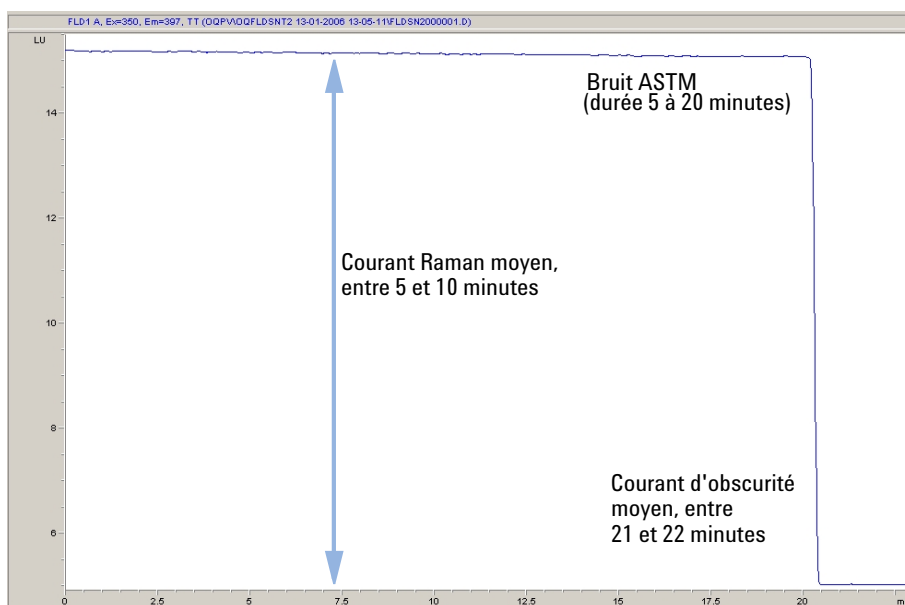 FLD1 A, Ex=350, Em=397, TT (OQPV\OQFLDSNT2 13-01-2006 13-05-11\FLDSN2000001.D)
LU
14
12
10
8
6
Bruit ASTM
(durée 5 à 20 minutes)
Courant Raman moyen,
entre 5 et 10 minutes
Courant d'obscurité
moyen, entre
21 et 22 minutes
0 2.5 5 7.5 10 12.5 15 17.5 20 m